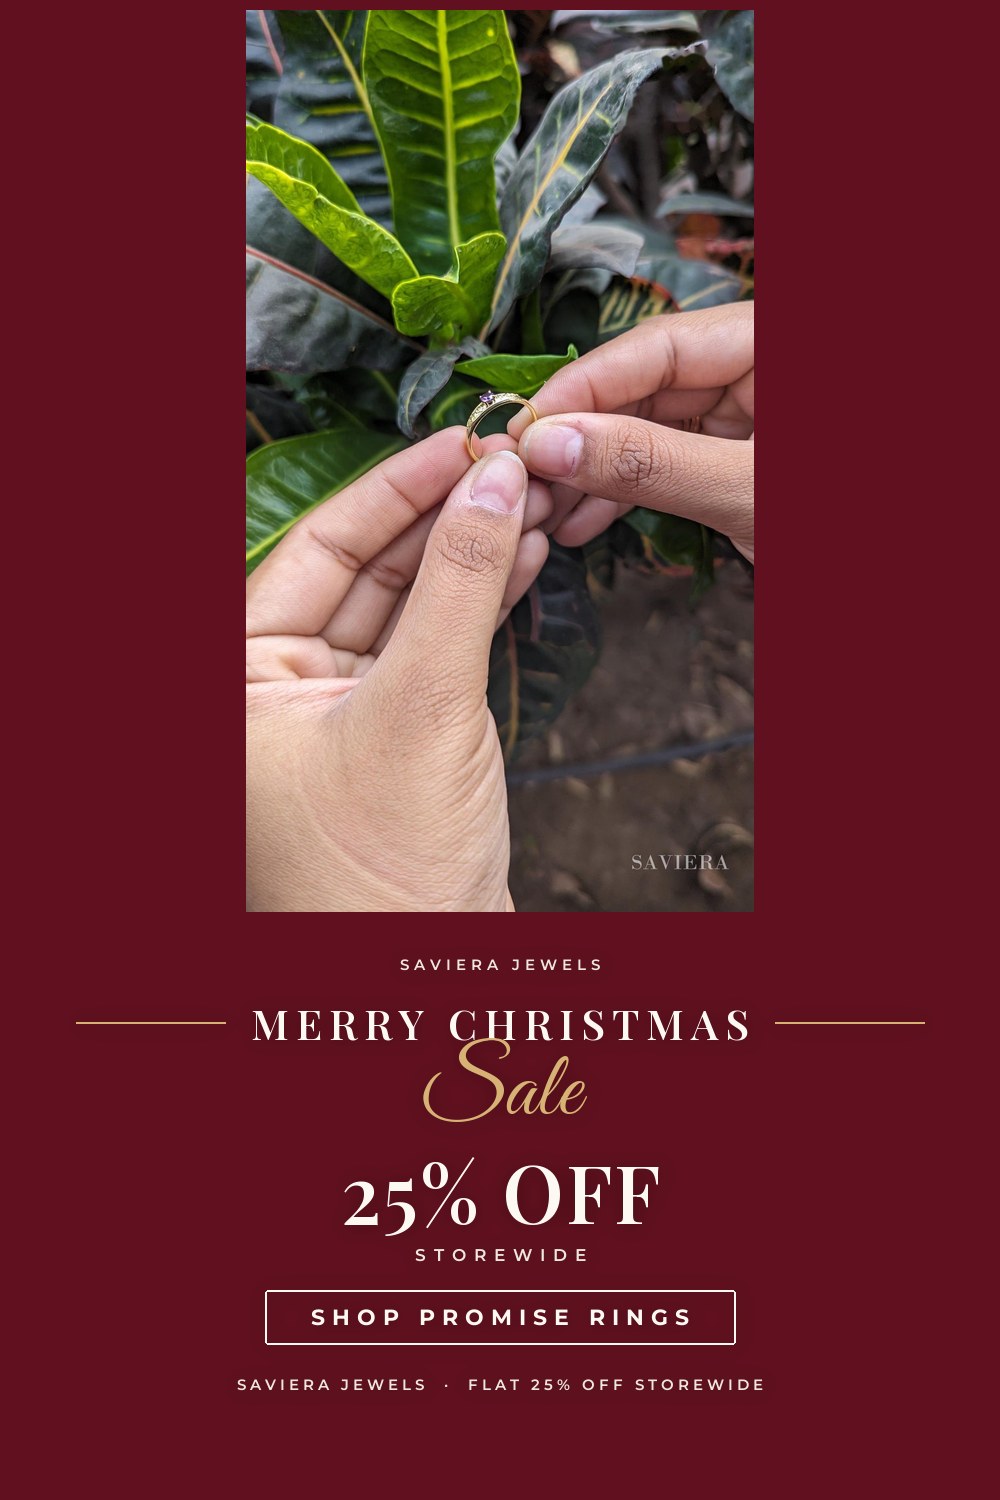 SAVIERA
SAVIERA JEWELS
MERRY CHRISTMAS
Sale
25% OFF
STOREWIDE
SHOP PROMISE RINGS
SAVIERA JEWELS · FLAT 25% OFF STOREWIDE